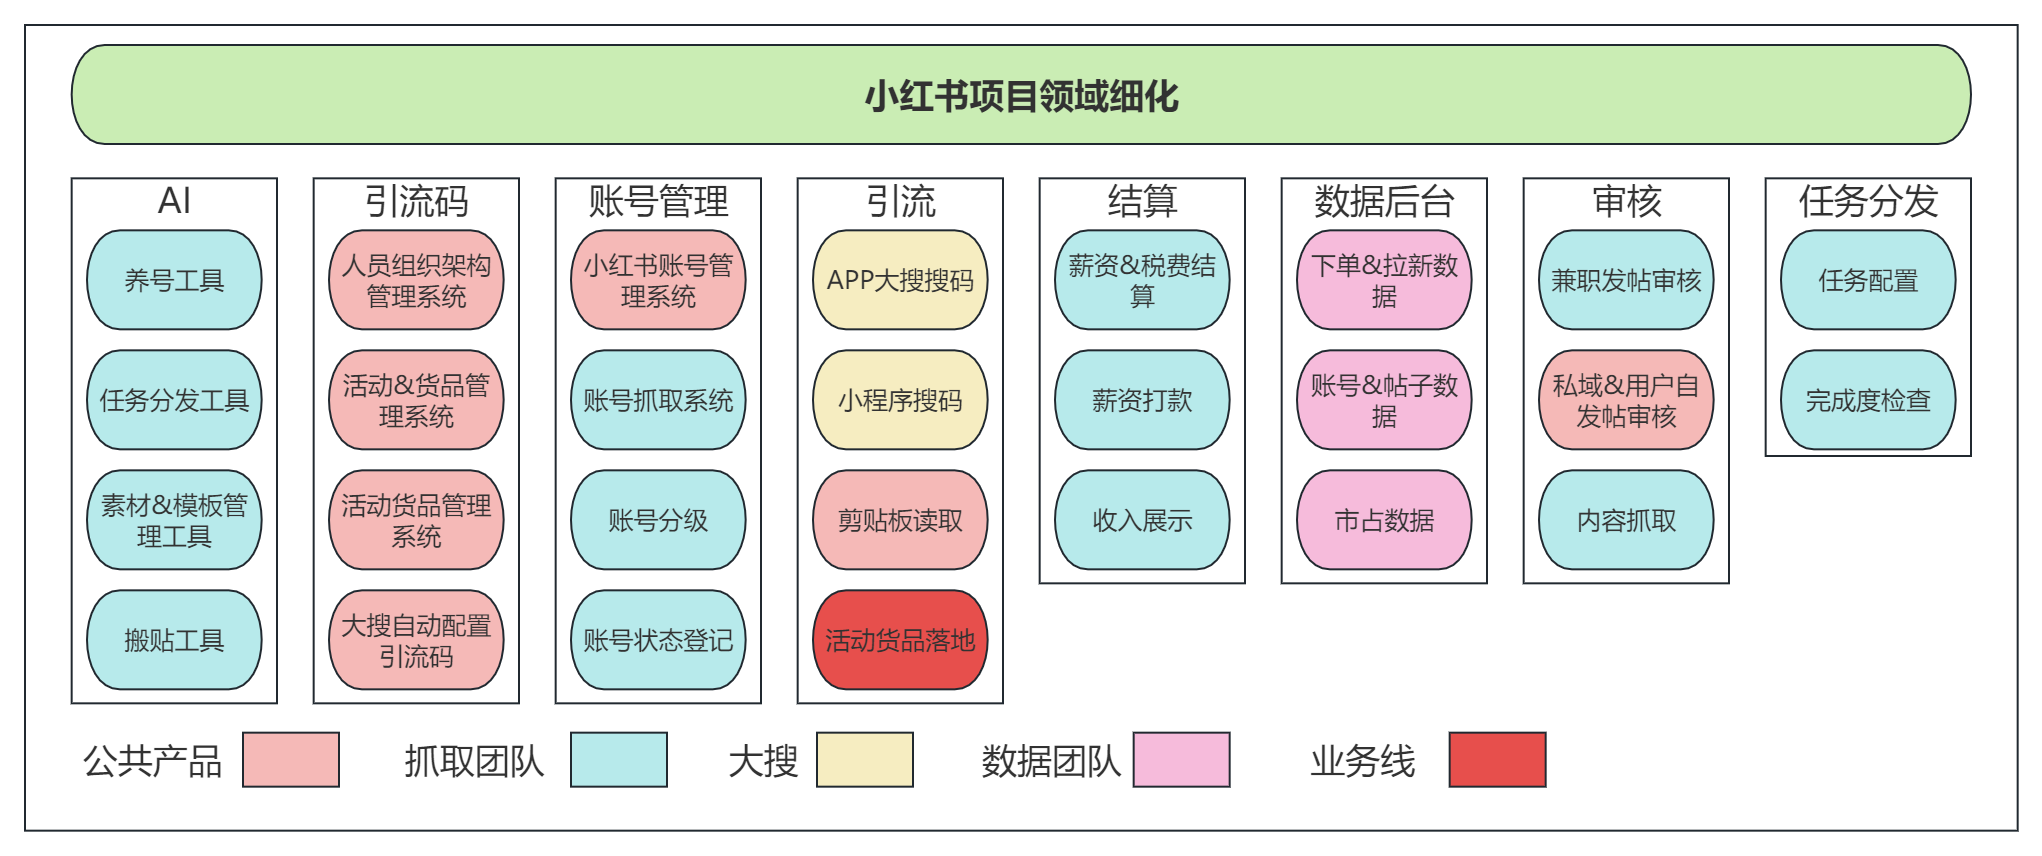 小红书项目领域细化
AI
养号工具
任务分发工具
素材&模板管
理工具
搬贴工具
引流码
人员组织架构
管理系统
活动&货品管
理系统
活动货品管理
系统
大搜自动配置
引流码
账号管理
小红书账号管
理系统
账号抓取系统
账号分级
账号状态登记
引流
APP大搜搜码
小程序搜码
剪贴板读取
活动货品落地
结算
薪资&税费结
算
薪资打款
收入展示
数据后台
下单&拉新数
据
账号&帖子数
据
市占数据
审核
兼职发帖审核
私域&用户自
发帖审核
内容抓取
任务分发
任务配置
完成度检查
公共产品
抓取团队
大搜
数据团队
业务线